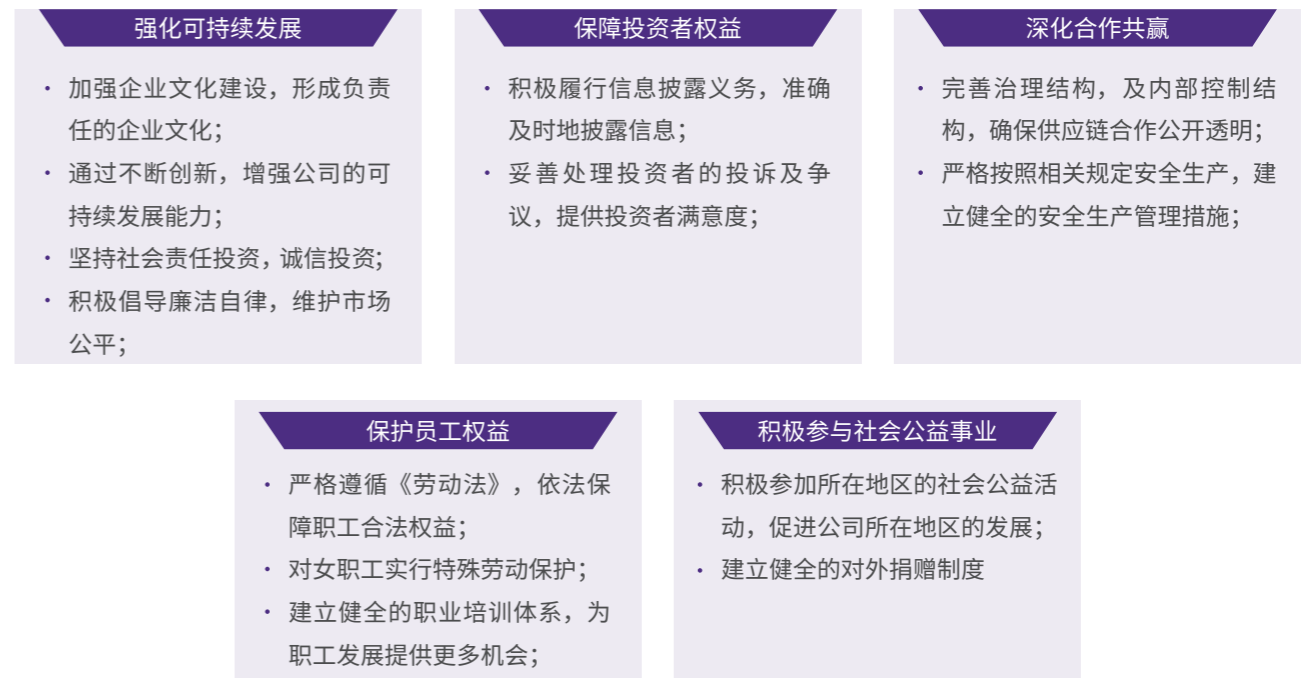 强化可持续发展
· 加强企业文化建设，形成负责
任的企业文化；
· 通过不断创新，增强公司的可
持续发展能力；
· 坚持社会责任投资，诚信投资；
· 积极倡导廉洁自律，维护市场
公平；
保障投资者权益
· 积极履行信息披露义务，准确
及时地披露信息；
· 妥善处理投资者的投诉及争
议，提供投资者满意度；
深化合作共赢
· 完善治理结构，及内部控制结
构，确保供应链合作公开透明；
· 严格按照相关规定安全生产，建
立健全的安全生产管理措施；
保护员工权益
· 严格遵循《劳动法》，依法保
障职工合法权益；
· 对女职工实行特殊劳动保护；
· 建立健全的职业培训体系，为
职工发展提供更多机会；
积极参与社会公益事业
· 积极参加所在地区的社会公益活
动，促进公司所在地区的发展；
· 建立健全的对外捐赠制度